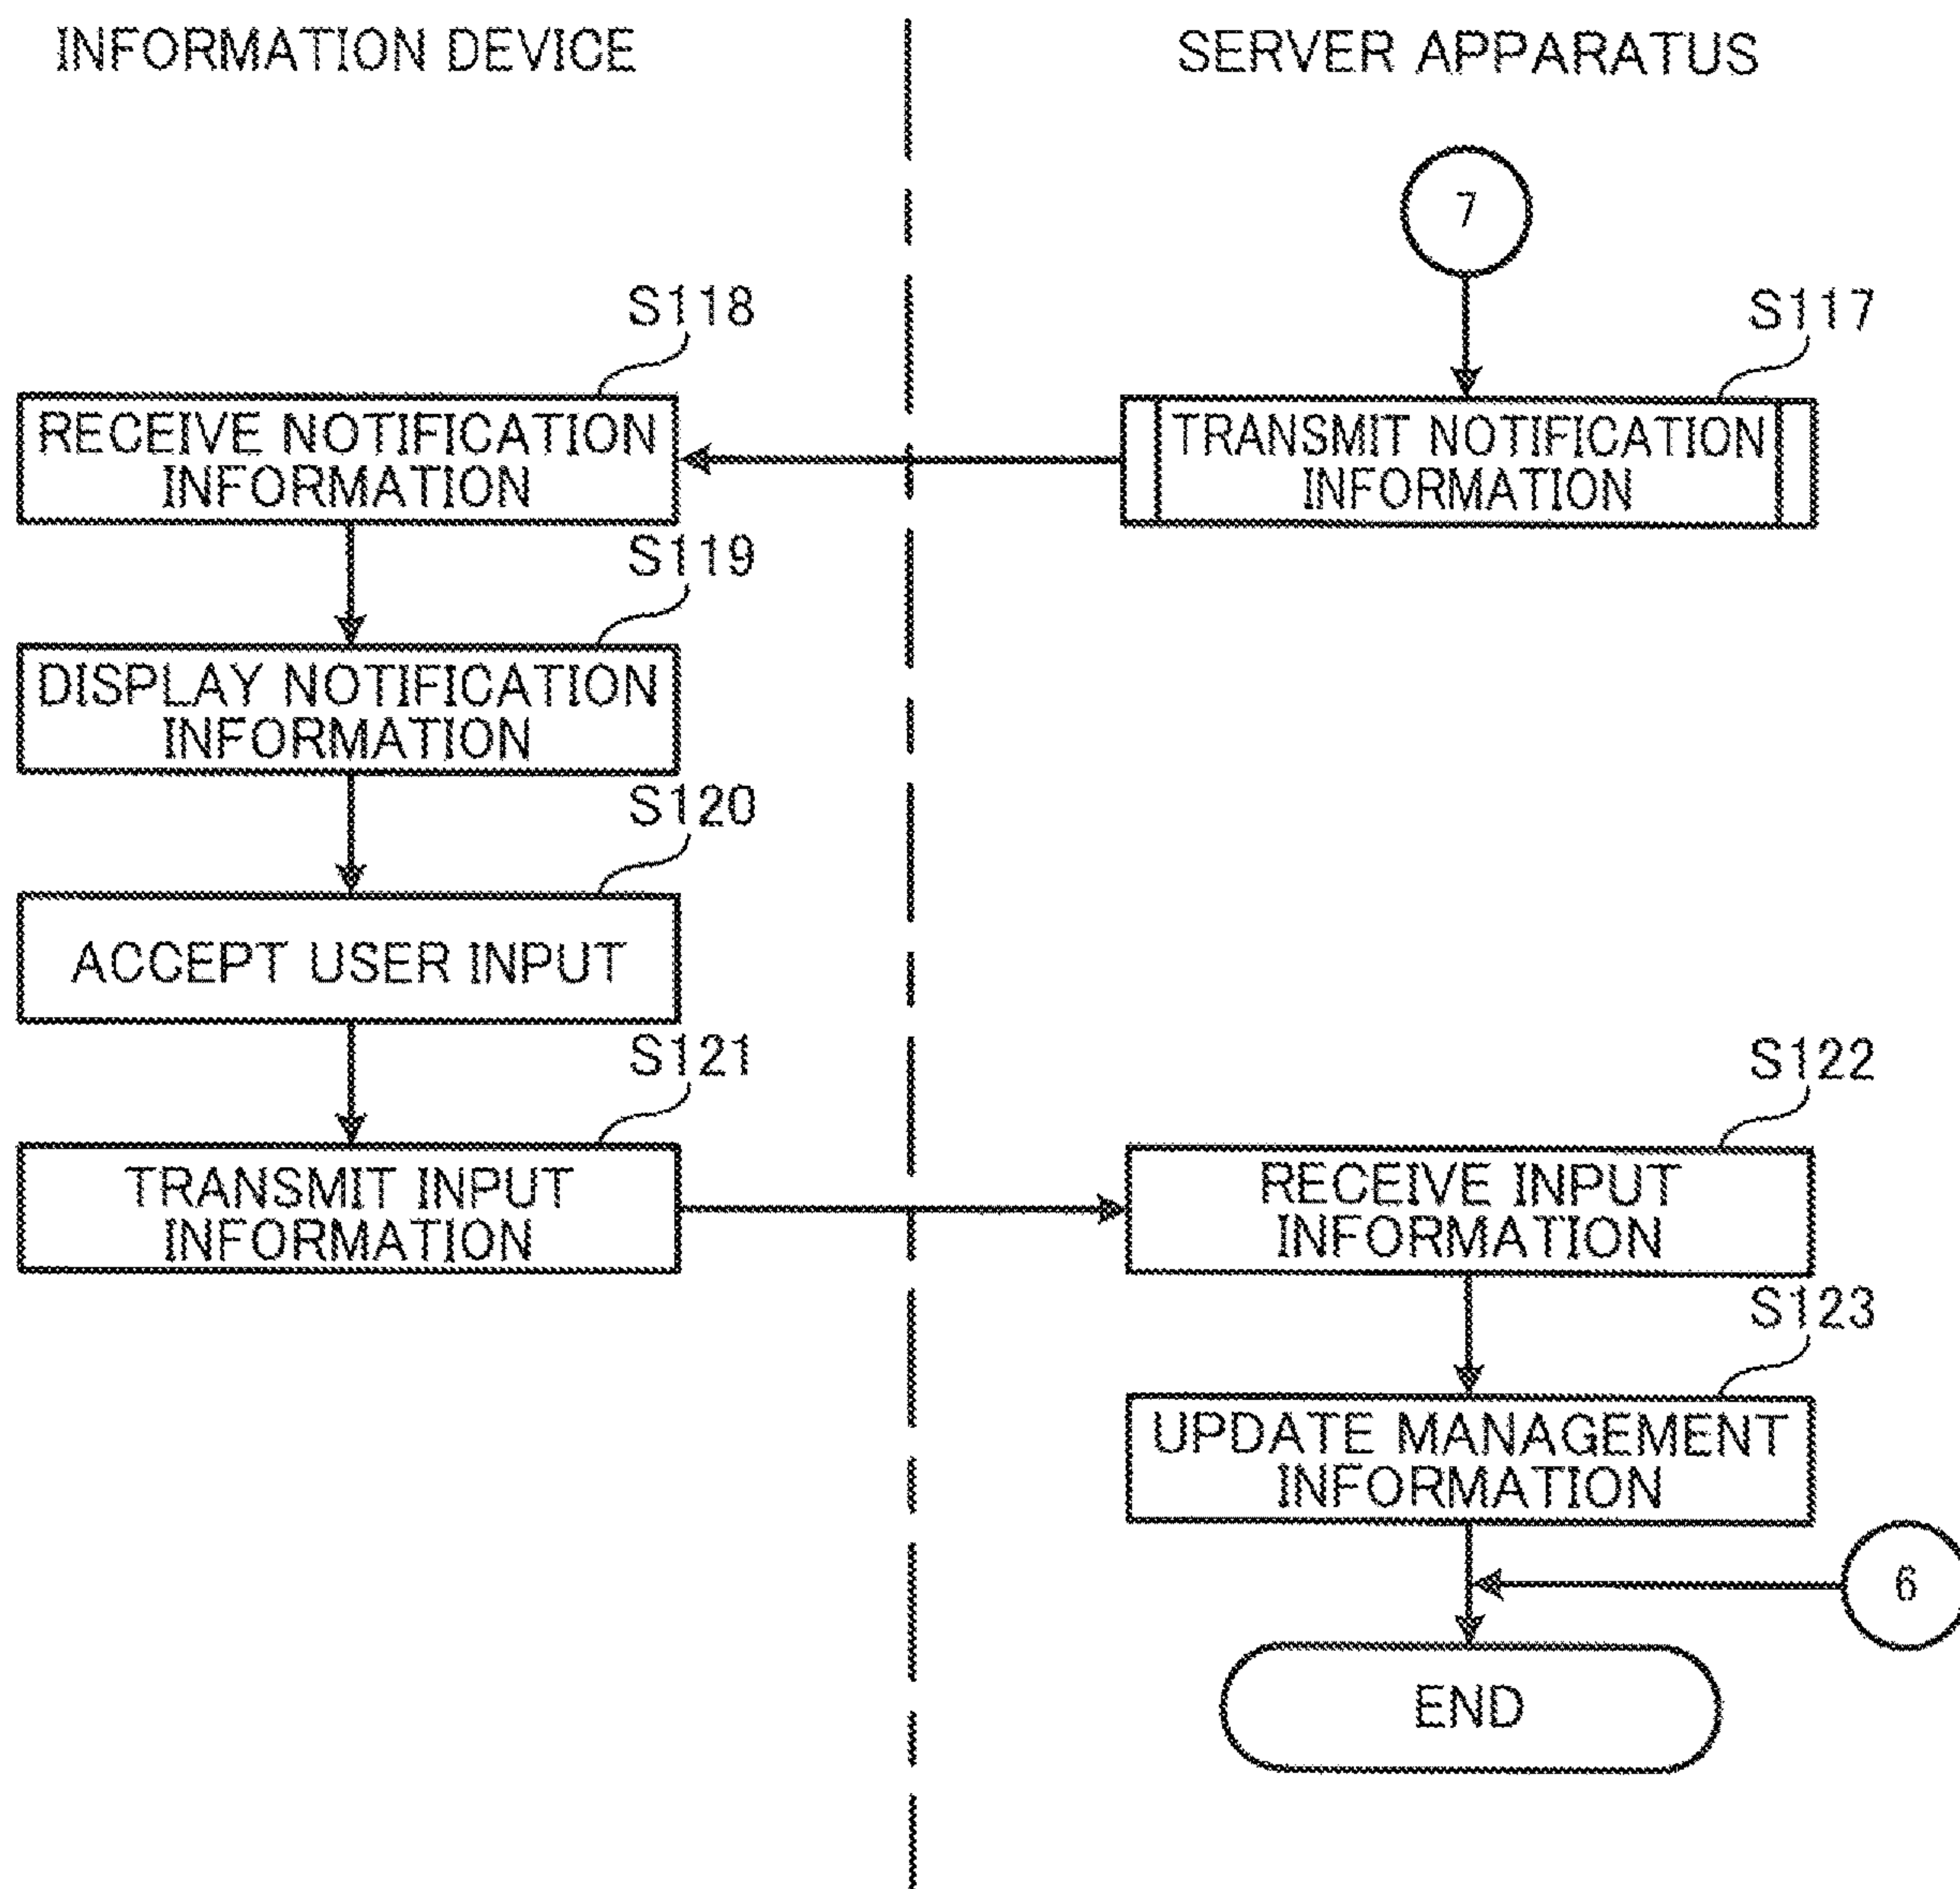 INFORMATION DEVICE
SERVER APPARATUS
7
S117
TRANSMIT NOTIFICATION
INFORMATION
S118
RECEIVE NOTIFICATION
INFORMATION
S119
DISPLAY NOTIFICATION
INFORMATION
S120
ACCEPT USER INPUT
S121
TRANSMIT INPUT
INFORMATION
S122
RECEIVE INPUT
INFORMATION
S123
UPDATE MANAGEMENT
INFORMATION
6
END